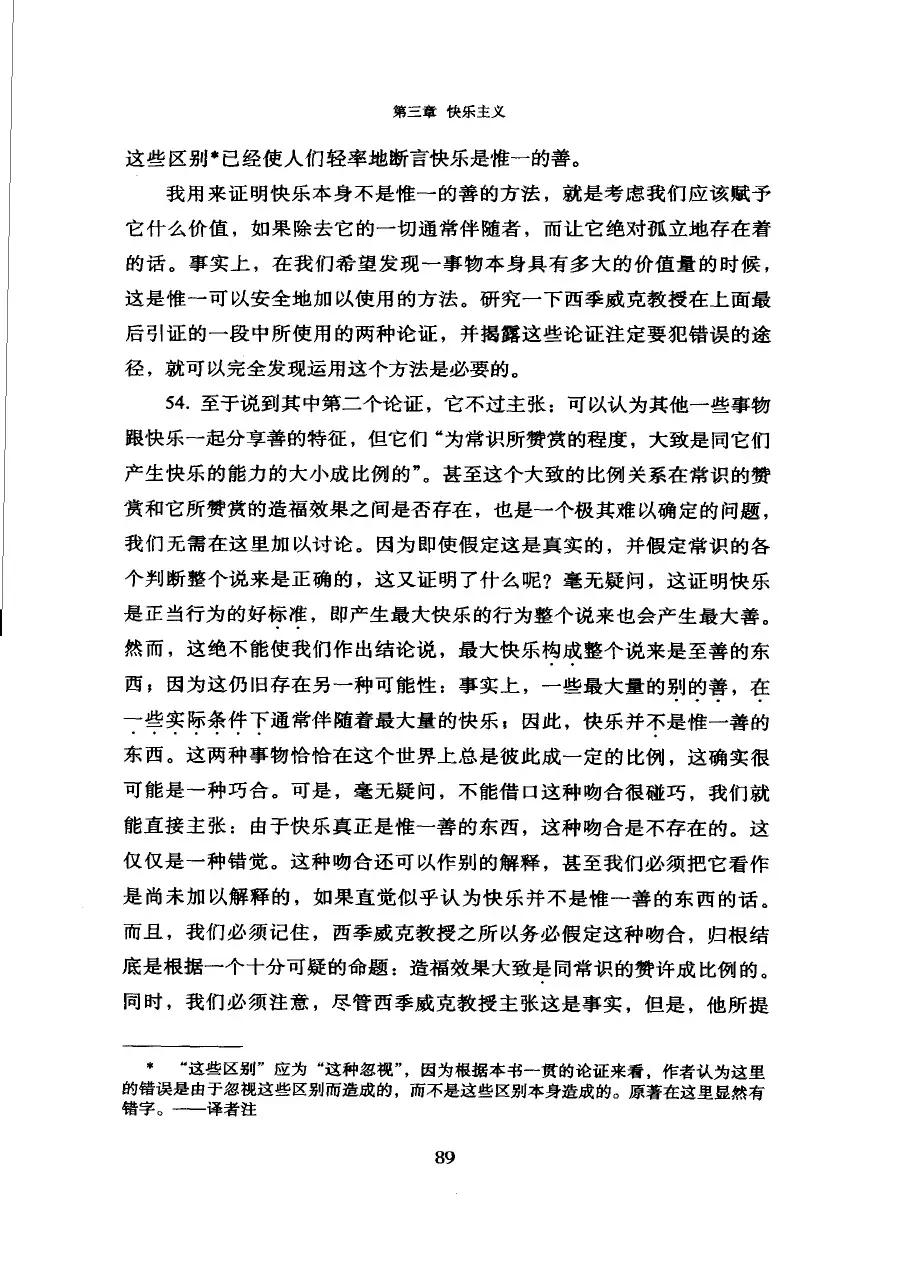 第三章 快乐主义
这些区别*已经使人们轻率地断言快乐是惟一的善。
我用来证明快乐本身不是惟一的善的方法，就是考虑我们应该赋予
它什么价值，如果除去它的一切通常伴随者，而让它绝对孤立地存在着
的话。事实上，在我们希望发现一事物本身具有多大的价值量的时候，
这是惟一可以安全地加以使用的方法。研究一下西季威克教授在上面最
后引证的一段中所使用的两种论证，并揭露这些论证注定要犯错误的途
径，就可以完全发现运用这个方法是必要的。
54. 至于说到其中第二个论证，它不过主张：可以认为其他一些事物
跟快乐一起分享善的特征，但它们“为常识所赞赏的程度，大致是同它们
产生快乐的能力的大小成比例的”。甚至这个大致的比例关系在常识的赞
赏和它所赞赏的造福效果之间是否存在，也是一个极其难以确定的问题，
我们无需在这里加以讨论。因为即使假定这是真实的，并假定常识的各
个判断整个说来是正确的，这又证明了什么呢？毫无疑问，这证明快乐
是正当行为的好标准，即产生最大快乐的行为整个说来也会产生最大善。
然而，这绝不能使我们作出结论说，最大快乐构成整个说来是至善的东
西；因为这仍旧存在另一种可能性：事实上，一些最大量的别的善，在
一些实际条件下通常伴随着最大量的快乐；因此，快乐并不是惟一善的
东西。这两种事物恰恰在这个世界上总是彼此成一定的比例，这确实很
可能是一种巧合。可是，毫无疑问，不能借口这种吻合很碰巧，我们就
能直接主张：由于快乐真正是惟一善的东西，这种吻合是不存在的。这
仅仅是一种错觉。这种吻合还可以作别的解释，甚至我们必须把它看作
是尚未加以解释的，如果直觉似乎认为快乐并不是惟一善的东西的话。
而且，我们必须记住，西季威克教授之所以务必假定这种吻合，归根结
底是根据一个十分可疑的命题：造福效果大致是同常识的赞许成比例的。
同时，我们必须注意，尽管西季威克教授主张这是事实，但是，他所提
* “这些区别”应为“这种忽视”，因为根据本书一贯的论证来看，作者认为这里
的错误是由于忽视这些区别而造成的，而不是这些区别本身造成的。原著在这里显然有
错字。——译者注
89